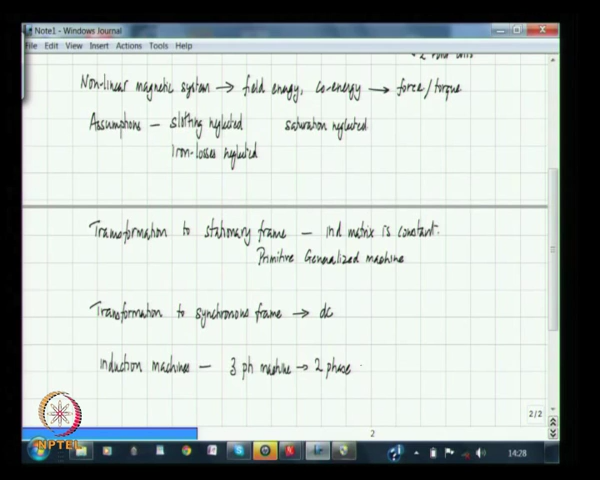 Note1 - Windows Journal
File Edit View Insert Actions Tools Help
Non-linear magnetic system → field energy, co-energy → force/torque
Assumptions — slotting neglected saturation neglected
Iron-losses neglected
Transformation to stationary frame — ind matrix is constant.
Primitive Generalized machine
Transformation to synchronous frame → dc
Induction machines — 3 ph machine → 2 phase
2/2
2
NPTEL
14:28